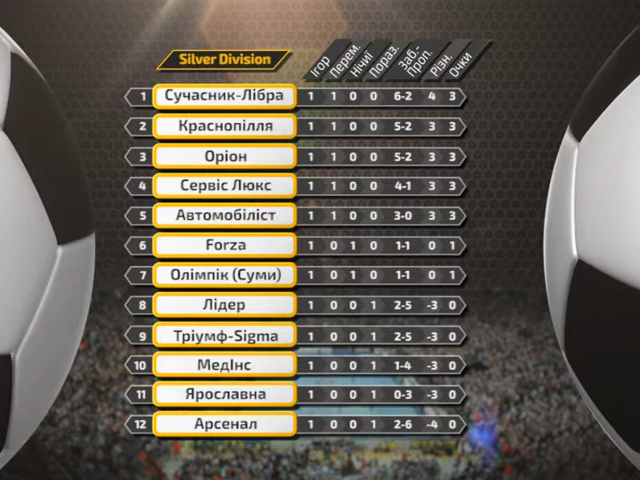 Silver Division
Ігор Перем. Нічиї Пораз. Заб.-Проп. Різн. Очки
1 Сучасник-Лібра 1 1 0 0 6-2 4 3
2 Краснопілля 1 1 0 0 5-2 3 3
3 Оріон 1 1 0 0 5-2 3 3
4 Сервіс Люкс 1 1 0 0 4-1 3 3
5 Автомобіліст 1 1 0 0 3-0 3 3
6 Forza 1 0 1 0 1-1 0 1
7 Олімпік (Суми) 1 0 1 0 1-1 0 1
8 Лідер 1 0 0 1 2-5 -3 0
9 Тріумф-Sigma 1 0 0 1 2-5 -3 0
10 МедІнс 1 0 0 1 1-4 -3 0
11 Ярославна 1 0 0 1 0-3 -3 0
12 Арсенал 1 0 0 1 2-6 -4 0